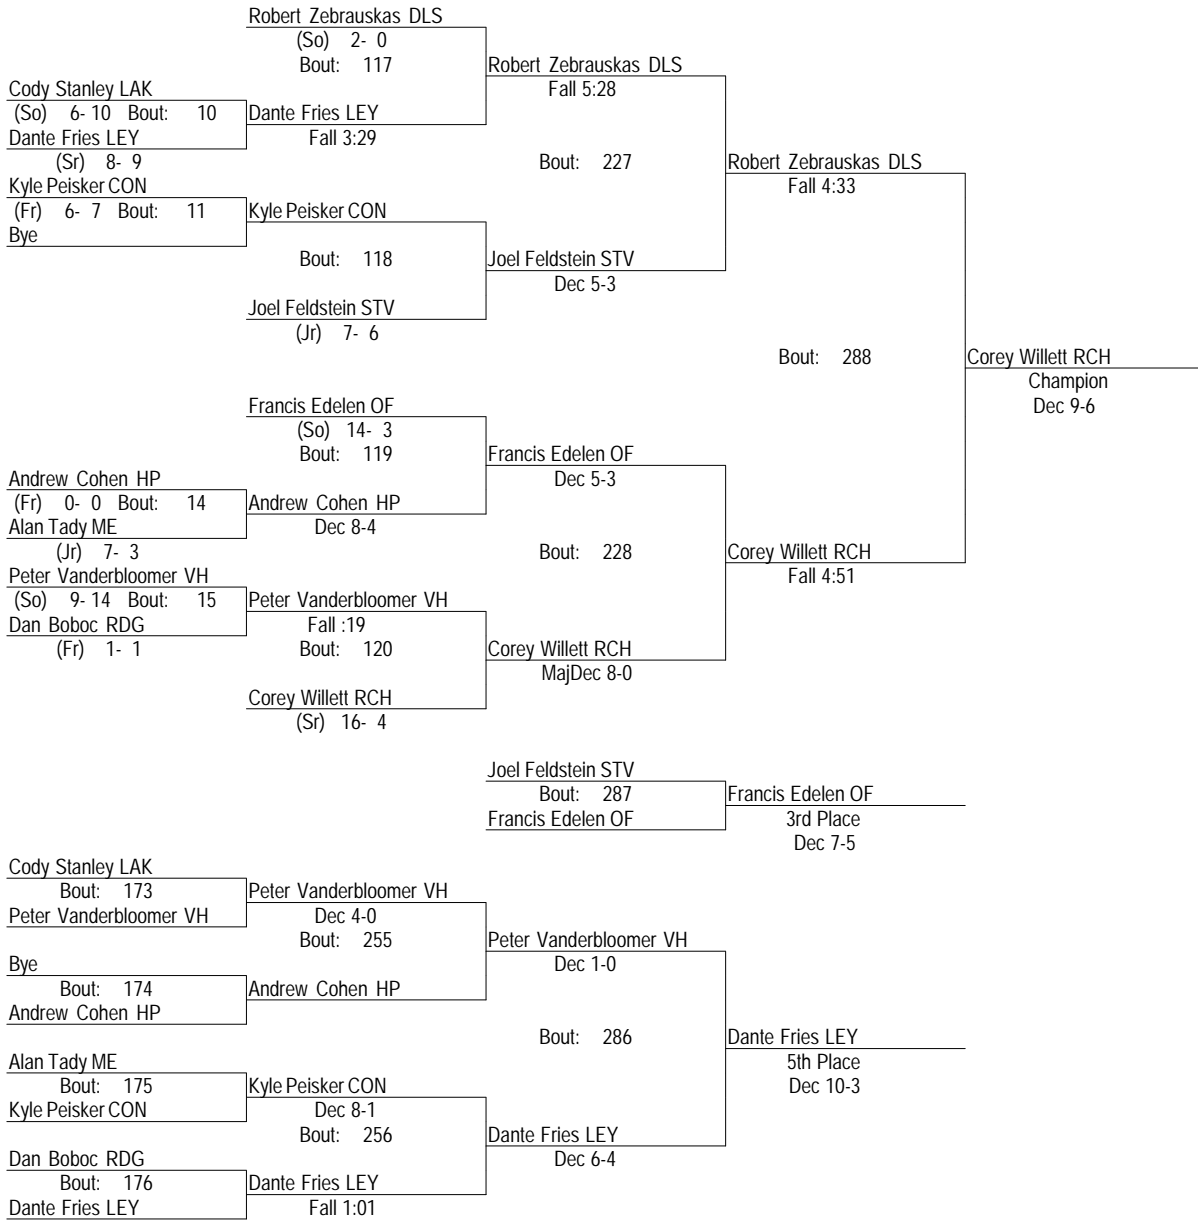 Robert Zebrauskas DLS
(So) 2- 0
Bout: 117
Robert Zebrauskas DLS
Fall 5:28
Cody Stanley LAK
(So) 6- 10 Bout: 10
Dante Fries LEY
Fall 3:29
Dante Fries LEY
(Sr) 8- 9
Bout: 227
Robert Zebrauskas DLS
Fall 4:33
Kyle Peisker CON
(Fr) 6- 7 Bout: 11
Kyle Peisker CON
Bye
Bout: 118
Joel Feldstein STV
Dec 5-3
Joel Feldstein STV
(Jr) 7- 6
Bout: 288
Corey Willett RCH
Champion
Dec 9-6
Francis Edelen OF
(So) 14- 3
Bout: 119
Francis Edelen OF
Dec 5-3
Andrew Cohen HP
(Fr) 0- 0 Bout: 14
Andrew Cohen HP
Dec 8-4
Alan Tady ME
(Jr) 7- 3
Bout: 228
Corey Willett RCH
Fall 4:51
Peter Vanderbloomer VH
(So) 9- 14 Bout: 15
Peter Vanderbloomer VH
Fall :19
Dan Boboc RDG
(Fr) 1- 1
Bout: 120
Corey Willett RCH
MajDec 8-0
Corey Willett RCH
(Sr) 16- 4
Joel Feldstein STV
Bout: 287
Francis Edelen OF
Francis Edelen OF
3rd Place
Dec 7-5
Cody Stanley LAK
Bout: 173
Peter Vanderbloomer VH
Peter Vanderbloomer VH
Dec 4-0
Bout: 255
Peter Vanderbloomer VH
Dec 1-0
Bye
Bout: 174
Andrew Cohen HP
Andrew Cohen HP
Bout: 286
Dante Fries LEY
5th Place
Dec 10-3
Alan Tady ME
Bout: 175
Kyle Peisker CON
Kyle Peisker CON
Dec 8-1
Bout: 256
Dante Fries LEY
Dec 6-4
Dan Boboc RDG
Bout: 176
Dante Fries LEY
Dante Fries LEY
Fall 1:01